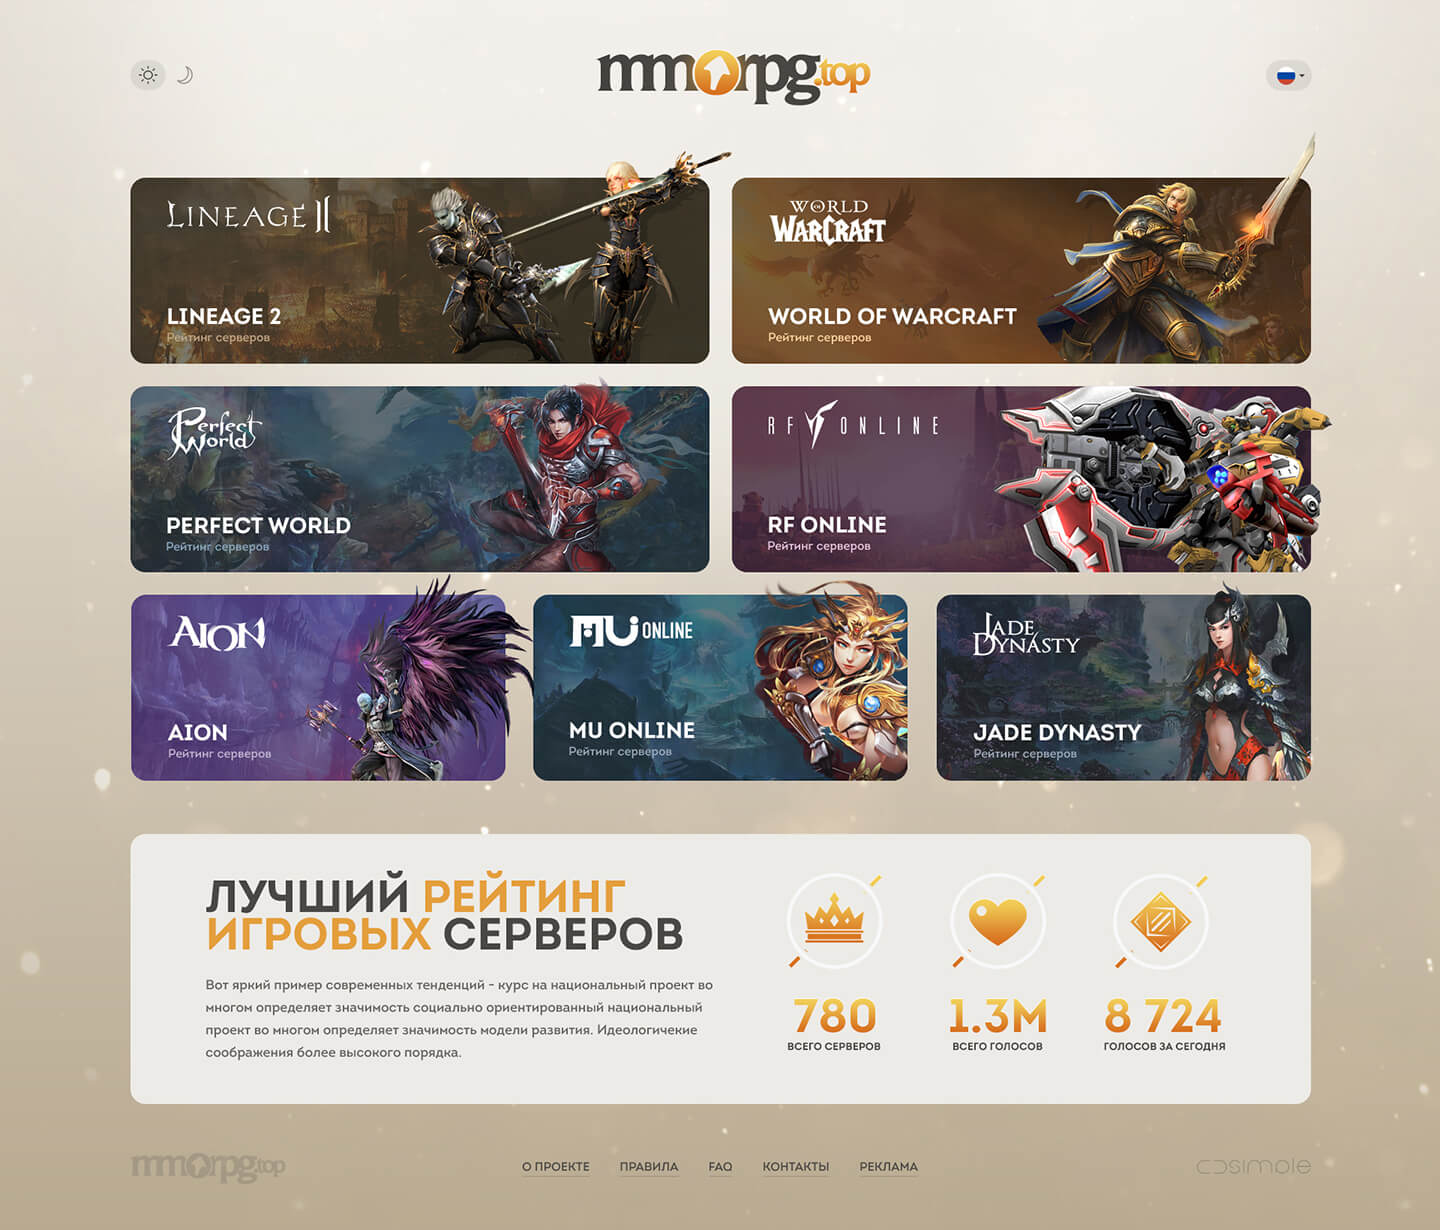 mmorpg.top
LINEAGE II
LINEAGE 2
Рейтинг серверов
WORLD OF
WARCRAFT
WORLD OF WARCRAFT
Рейтинг серверов
Perfect
World
PERFECT WORLD
Рейтинг серверов
RF ONLINE
RF ONLINE
Рейтинг серверов
AION
AION
Рейтинг серверов
MU ONLINE
MU ONLINE
Рейтинг серверов
JADE
DYNASTY
JADE DYNASTY
Рейтинг серверов
ЛУЧШИЙ РЕЙТИНГ
ИГРОВЫХ СЕРВЕРОВ
Вот яркий пример современных тенденций - курс на национальный проект во
многом определяет значимость социально ориентированный национальный
проект во многом определяет значимость модели развития. Идеологичекие
соображения более высокого порядка.
780
ВСЕГО СЕРВЕРОВ
1.3M
ВСЕГО ГОЛОСОВ
8 724
ГОЛОСОВ ЗА СЕГОДНЯ
mmorpg.top
О ПРОЕКТЕ
ПРАВИЛА
FAQ
КОНТАКТЫ
РЕКЛАМА